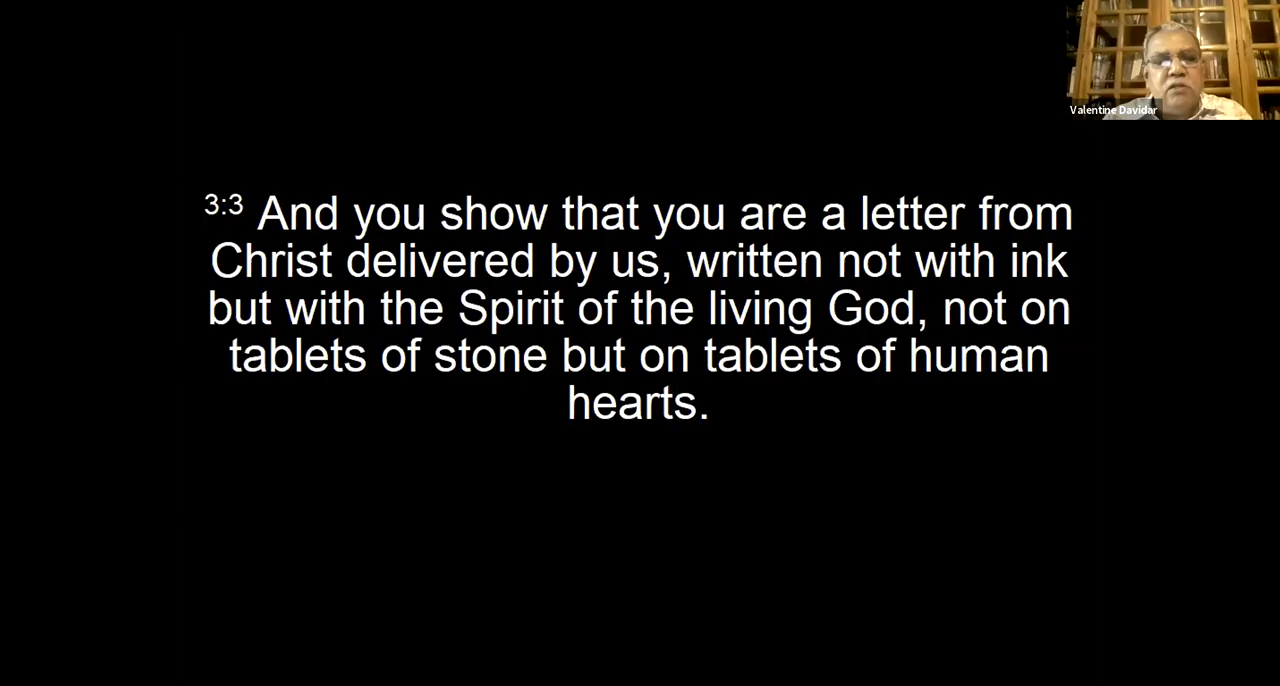 Valentine Davidar
3:3 And you show that you are a letter from
Christ delivered by us, written not with ink
but with the Spirit of the living God, not on
tablets of stone but on tablets of human
hearts.